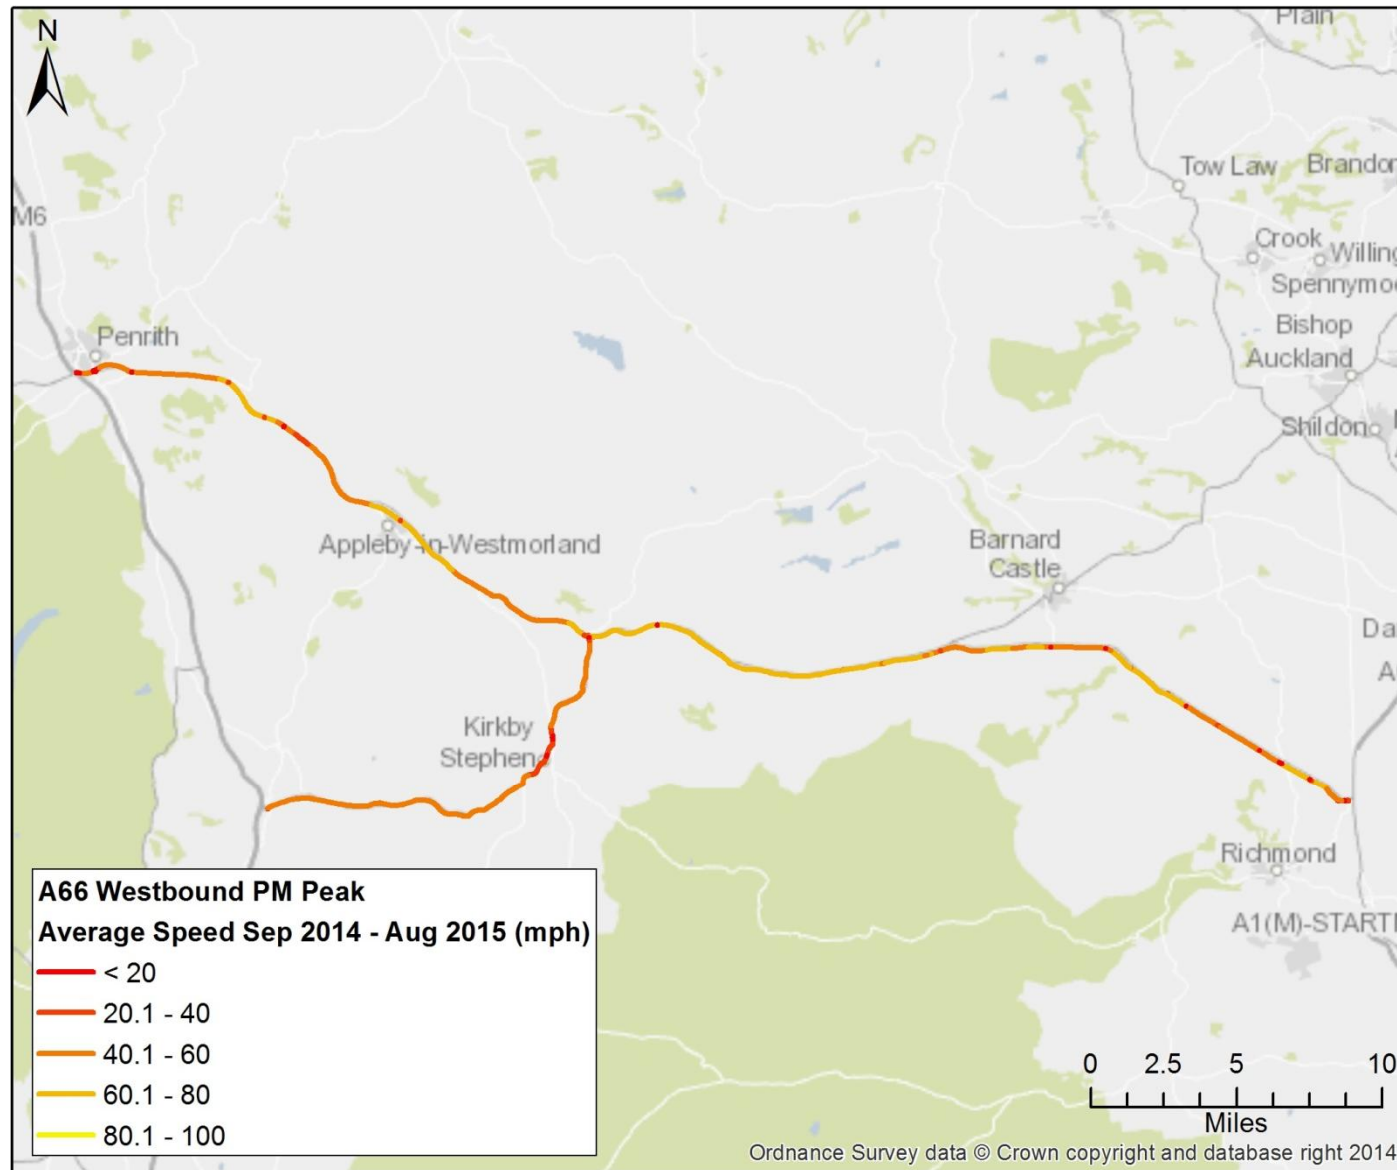 N
Plain
Tow Law
Brandon
M6
Crook
Willing
Spennymoo
Bishop
Auckland
Penrith
Shildon
Appleby-in-Westmorland
Barnard
Castle
Da
A
Kirkby
Stephen
Richmond
A1(M)-START
A66 Westbound PM Peak
Average Speed Sep 2014 - Aug 2015 (mph)
< 20
20.1 - 40
40.1 - 60
60.1 - 80
80.1 - 100
0 2.5 5 10
Miles
Ordnance Survey data © Crown copyright and database right 2014